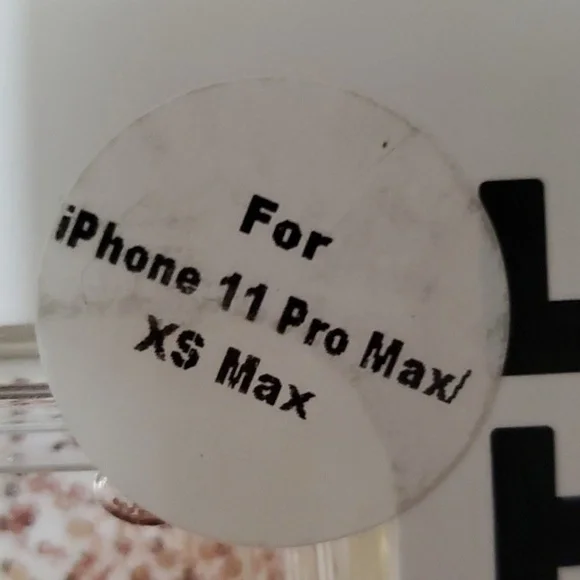 For
iPhone 11 Pro Max/
XS Max